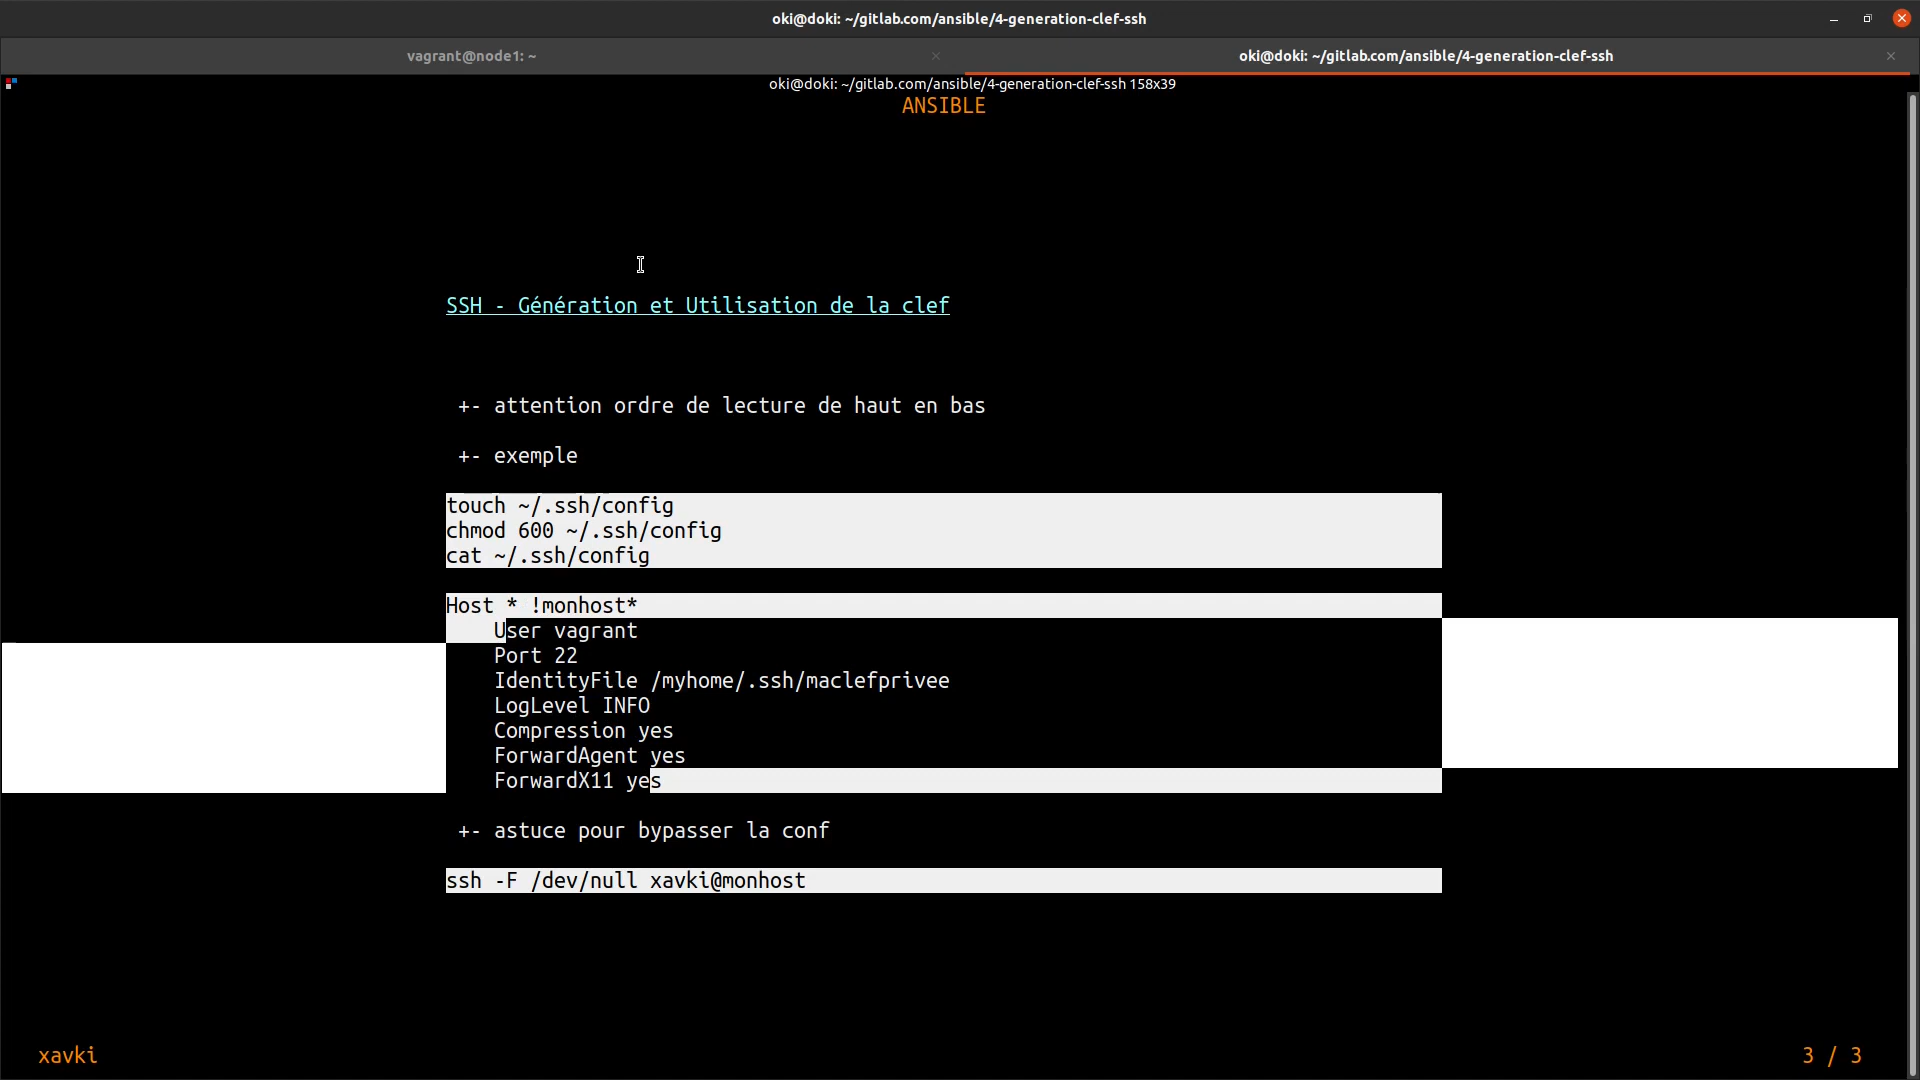 oki@doki: ~/gitlab.com/ansible/4-generation-clef-ssh
vagrant@node1: ~
oki@doki: ~/gitlab.com/ansible/4-generation-clef-ssh
oki@doki: ~/gitlab.com/ansible/4-generation-clef-ssh 158x39
ANSIBLE
SSH - Génération et Utilisation de la clef
+- attention ordre de lecture de haut en bas
+- exemple
touch ~/.ssh/config
chmod 600 ~/.ssh/config
cat ~/.ssh/config
Host * !monhost*
User vagrant
Port 22
IdentityFile /myhome/.ssh/maclefprivee
LogLevel INFO
Compression yes
ForwardAgent yes
ForwardX11 yes
+- astuce pour bypasser la conf
ssh -F /dev/null xavki@monhost
xavki
3 / 3